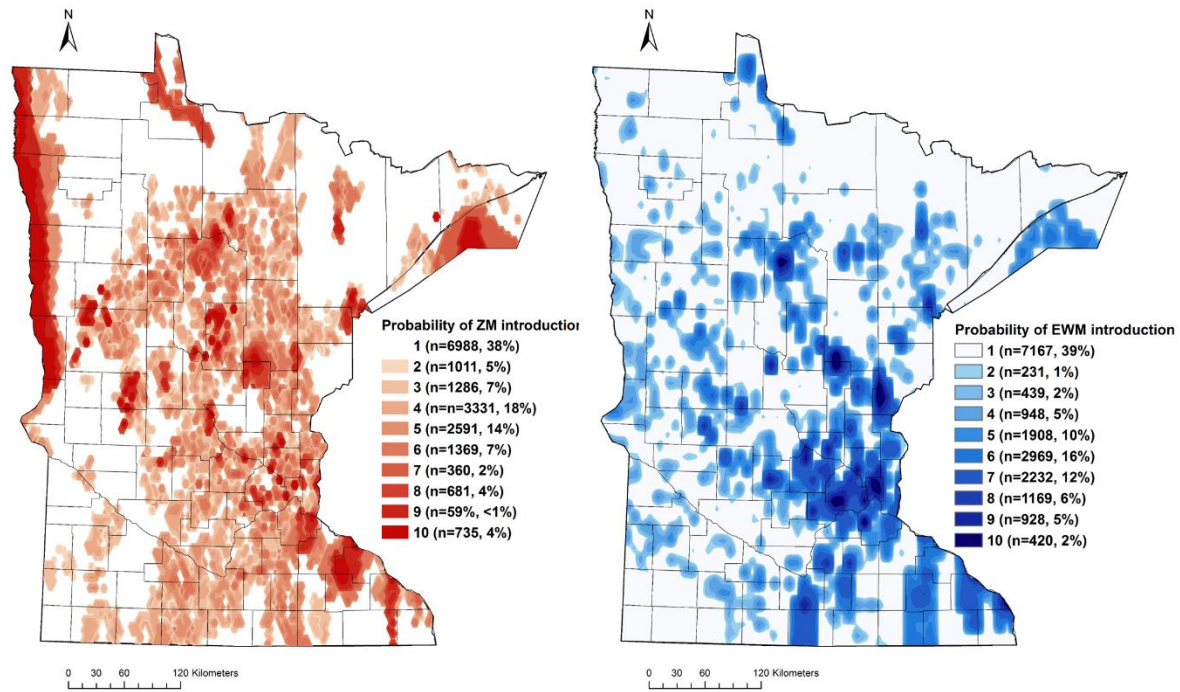 N
Probability of ZM introduction
1 (n=6988, 38%)
2 (n=1011, 5%)
3 (n=1286, 7%)
4 (n=n=3331, 18%)
5 (n=2591, 14%)
6 (n=1369, 7%)
7 (n=360, 2%)
8 (n=681, 4%)
9 (n=59%, <1%)
10 (n=735, 4%)
0 30 60 120 Kilometers
N
Probability of EWM introduction
1 (n=7167, 39%)
2 (n=231, 1%)
3 (n=439, 2%)
4 (n=948, 5%)
5 (n=1908, 10%)
6 (n=2969, 16%)
7 (n=2232, 12%)
8 (n=1169, 6%)
9 (n=928, 5%)
10 (n=420, 2%)
0 30 60 120 Kilometers